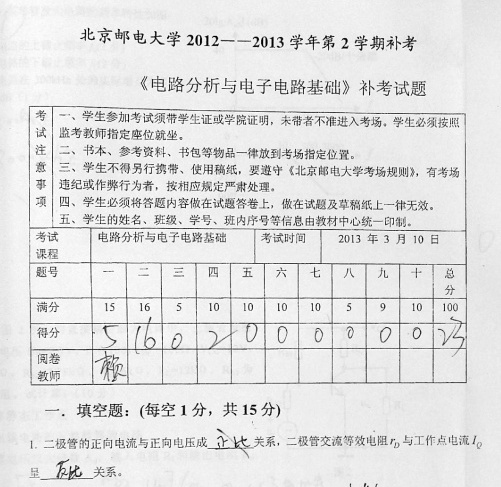 北京邮电大学 2012——2013 学年第 2 学期补考
《电路分析与电子电路基础》补考试题
考试注意事项
一、学生参加考试须带学生证或学院证明，未带者不准进入考场。学生必须按照
监考教师指定座位就坐。
二、书本、参考资料、书包等物品一律放到考场指定位置。
三、学生不得另行携带、使用稿纸，要遵守《北京邮电大学考场规则》，有考场
违纪或作弊行为者，按相应规定严肃处理。
四、学生必须将答题内容做在试题答卷上，做在试题及草稿纸上一律无效。
五、学生的姓名、班级、学号、班内序号等信息由教材中心统一印制。
考试课程 电路分析与电子电路基础 考试时间 2013 年 3 月 10 日
题号 一 二 三 四 五 六 七 八 九 十 总分
满分 15 16 5 10 10 10 10 5 9 10 100
得分 5 16 0 2 0 0 0 0 0 0 23
阅卷教师
一．填空题：(每空 1 分，共 15 分)
1. 二极管的正向电流与正向电压成 正比 关系，二极管交流等效电阻 r_D 与工作点电流 I_Q
呈 反比 关系。